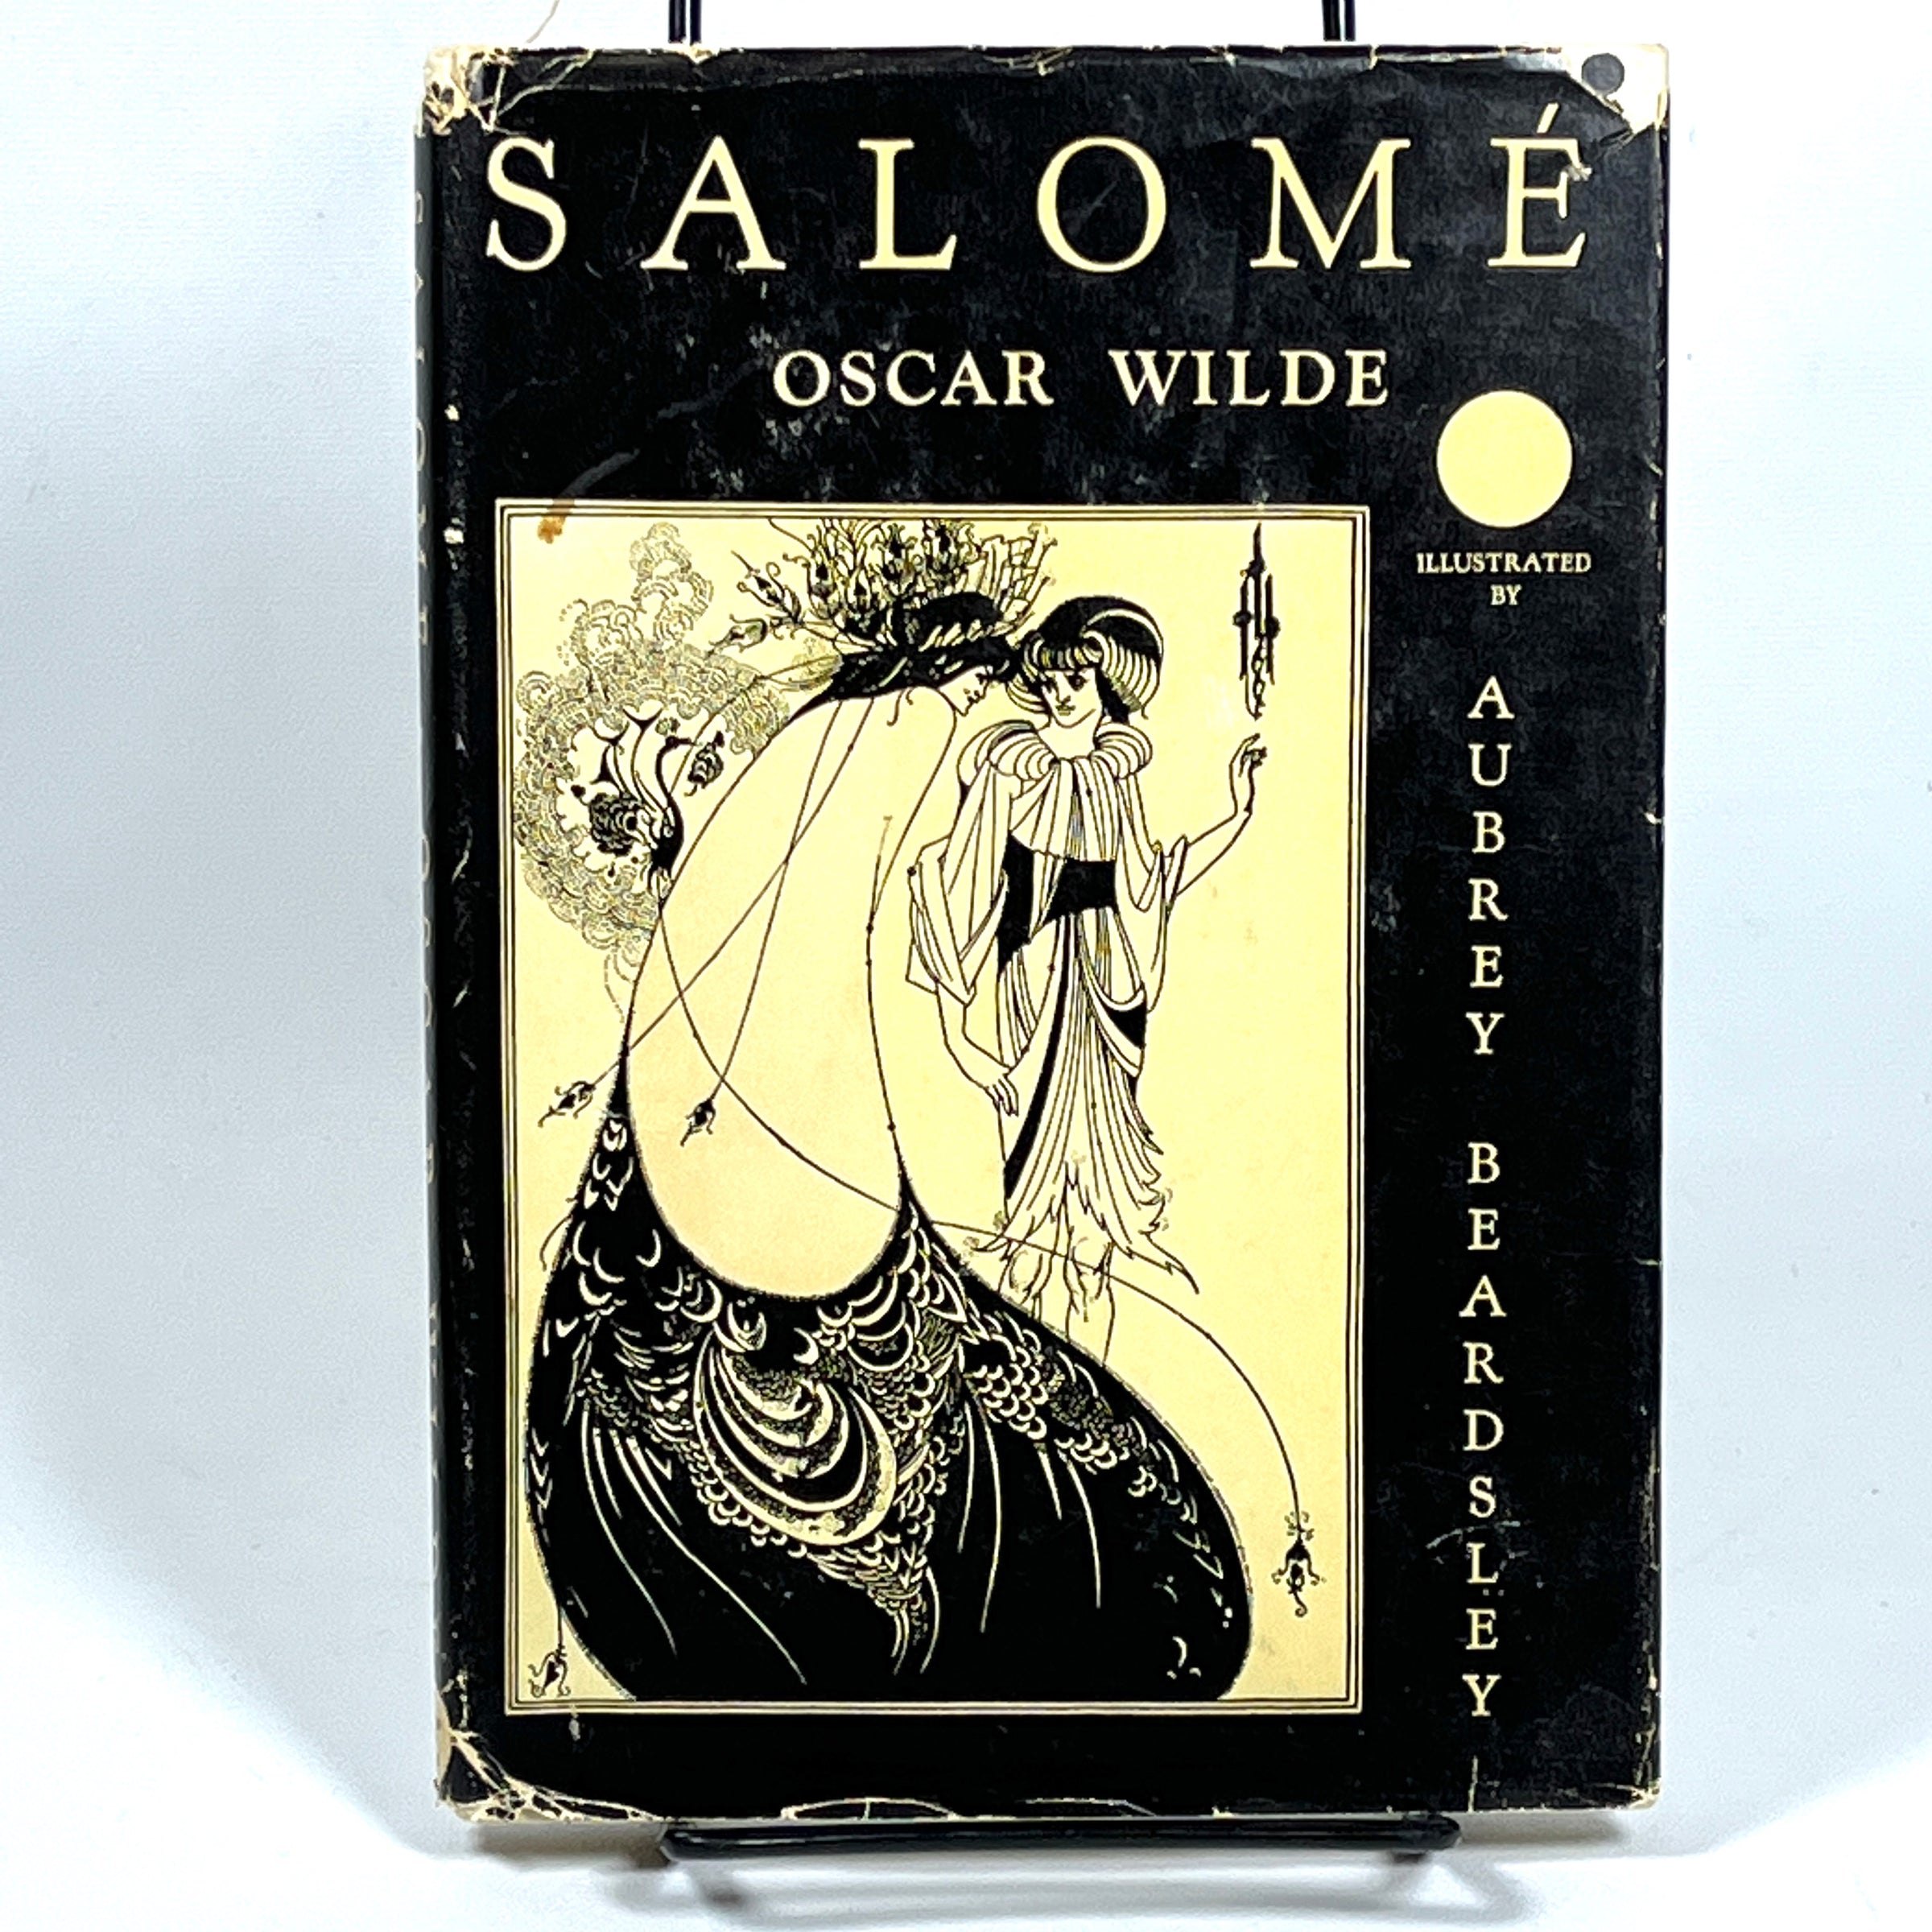 SALOMÉ
OSCAR WILDE
ILLUSTRATED
BY
AUBREY BEARDSLEY